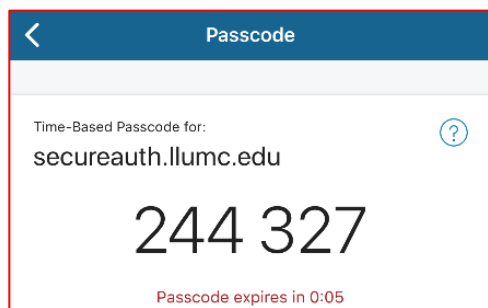 Passcode
Time-Based Passcode for:
?
secureauth.llumc.edu
244 327
Passcode expires in 0:05